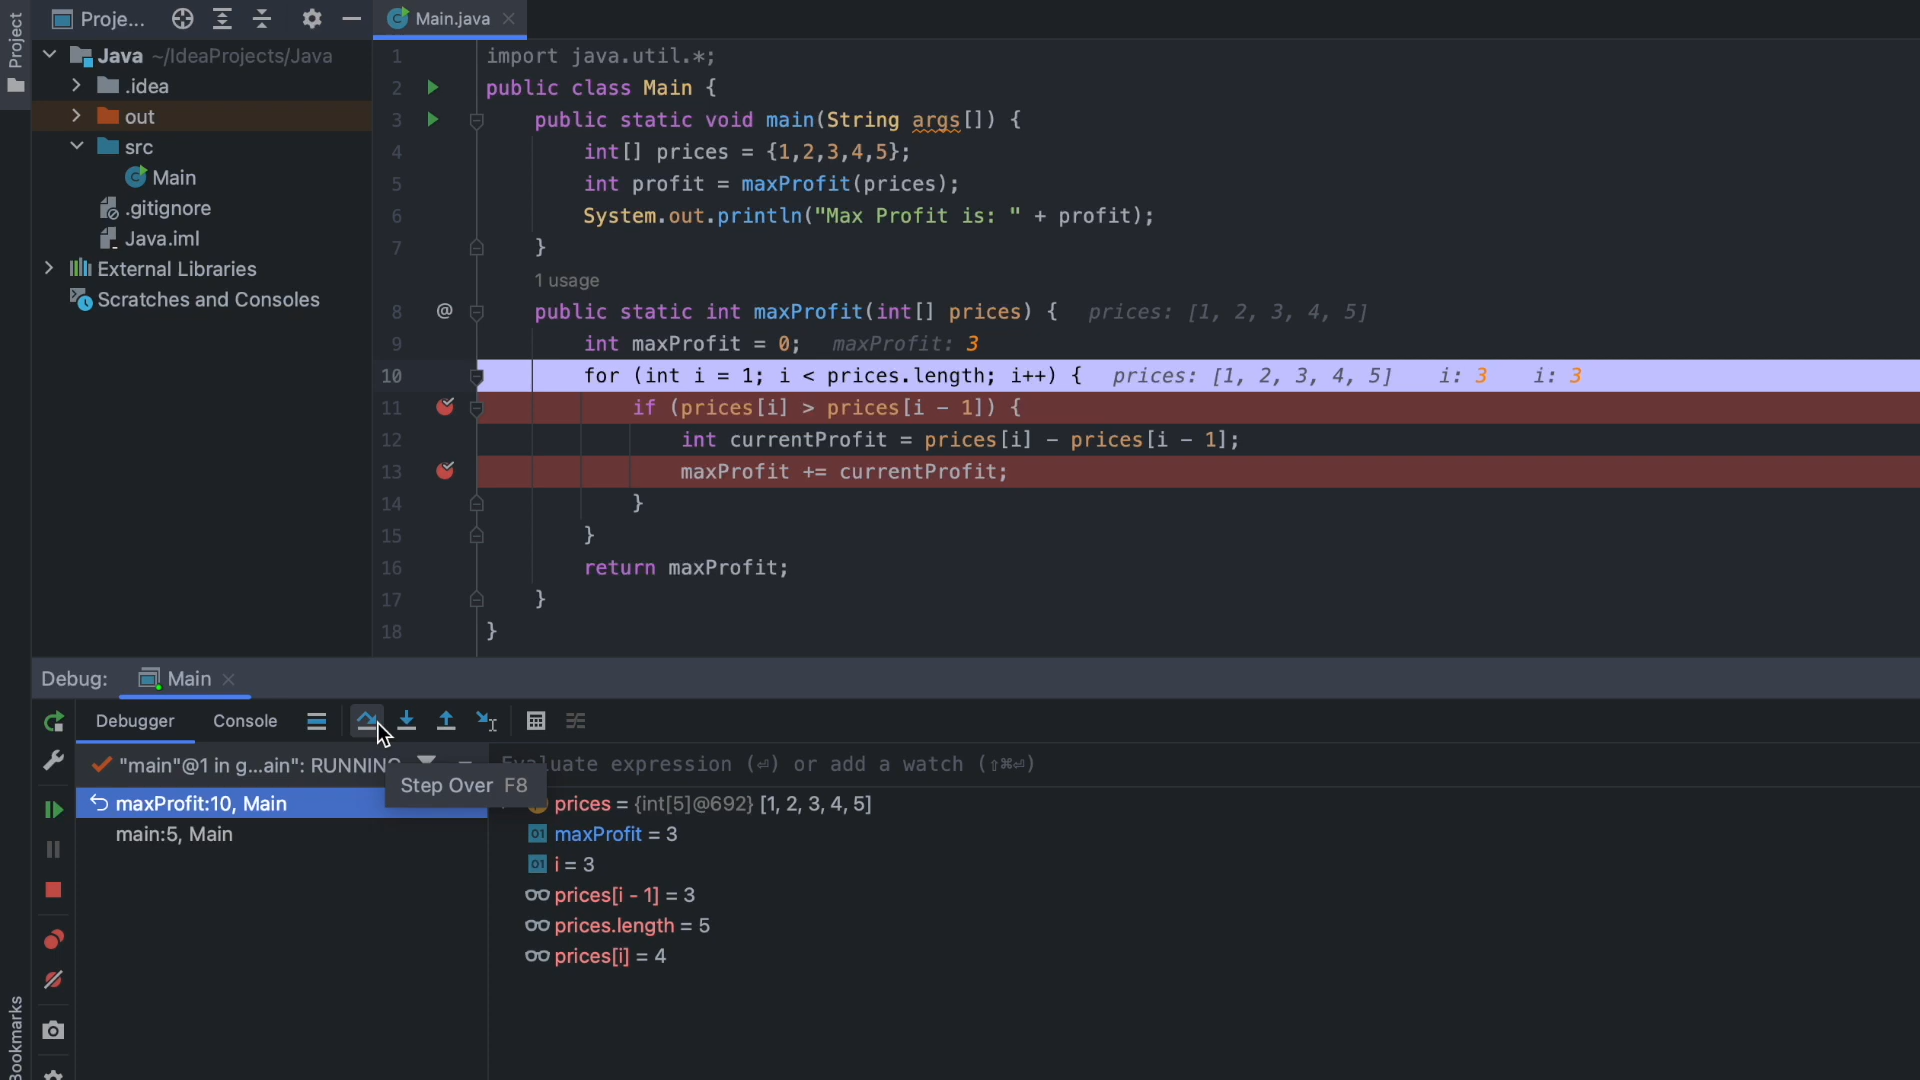 Project
Proje...
Main.java
Java ~/IdeaProjects/Java
.idea
out
src
Main
.gitignore
Java.iml
External Libraries
Scratches and Consoles
1 import java.util.*;
2 public class Main {
3 public static void main(String args[]) {
4 int[] prices = {1,2,3,4,5};
5 int profit = maxProfit(prices);
6 System.out.println("Max Profit is: " + profit);
7 }
1 usage
8 @ public static int maxProfit(int[] prices) { prices: [1, 2, 3, 4, 5]
9 int maxProfit = 0; maxProfit: 3
10 for (int i = 1; i < prices.length; i++) { prices: [1, 2, 3, 4, 5] i: 3 i: 3
11 if (prices[i] > prices[i - 1]) {
12 int currentProfit = prices[i] - prices[i - 1];
13 maxProfit += currentProfit;
14 }
15 }
16 return maxProfit;
17 }
18 }
Debug: Main
Debugger Console
"main"@1 in g...ain": RUNNING
Step Over F8
maxProfit:10, Main
main:5, Main
uate expression (⏎) or add a watch (⇧⌘⏎)
prices = {int[5]@692} [1, 2, 3, 4, 5]
01 maxProfit = 3
01 i = 3
prices[i - 1] = 3
prices.length = 5
prices[i] = 4
Bookmarks